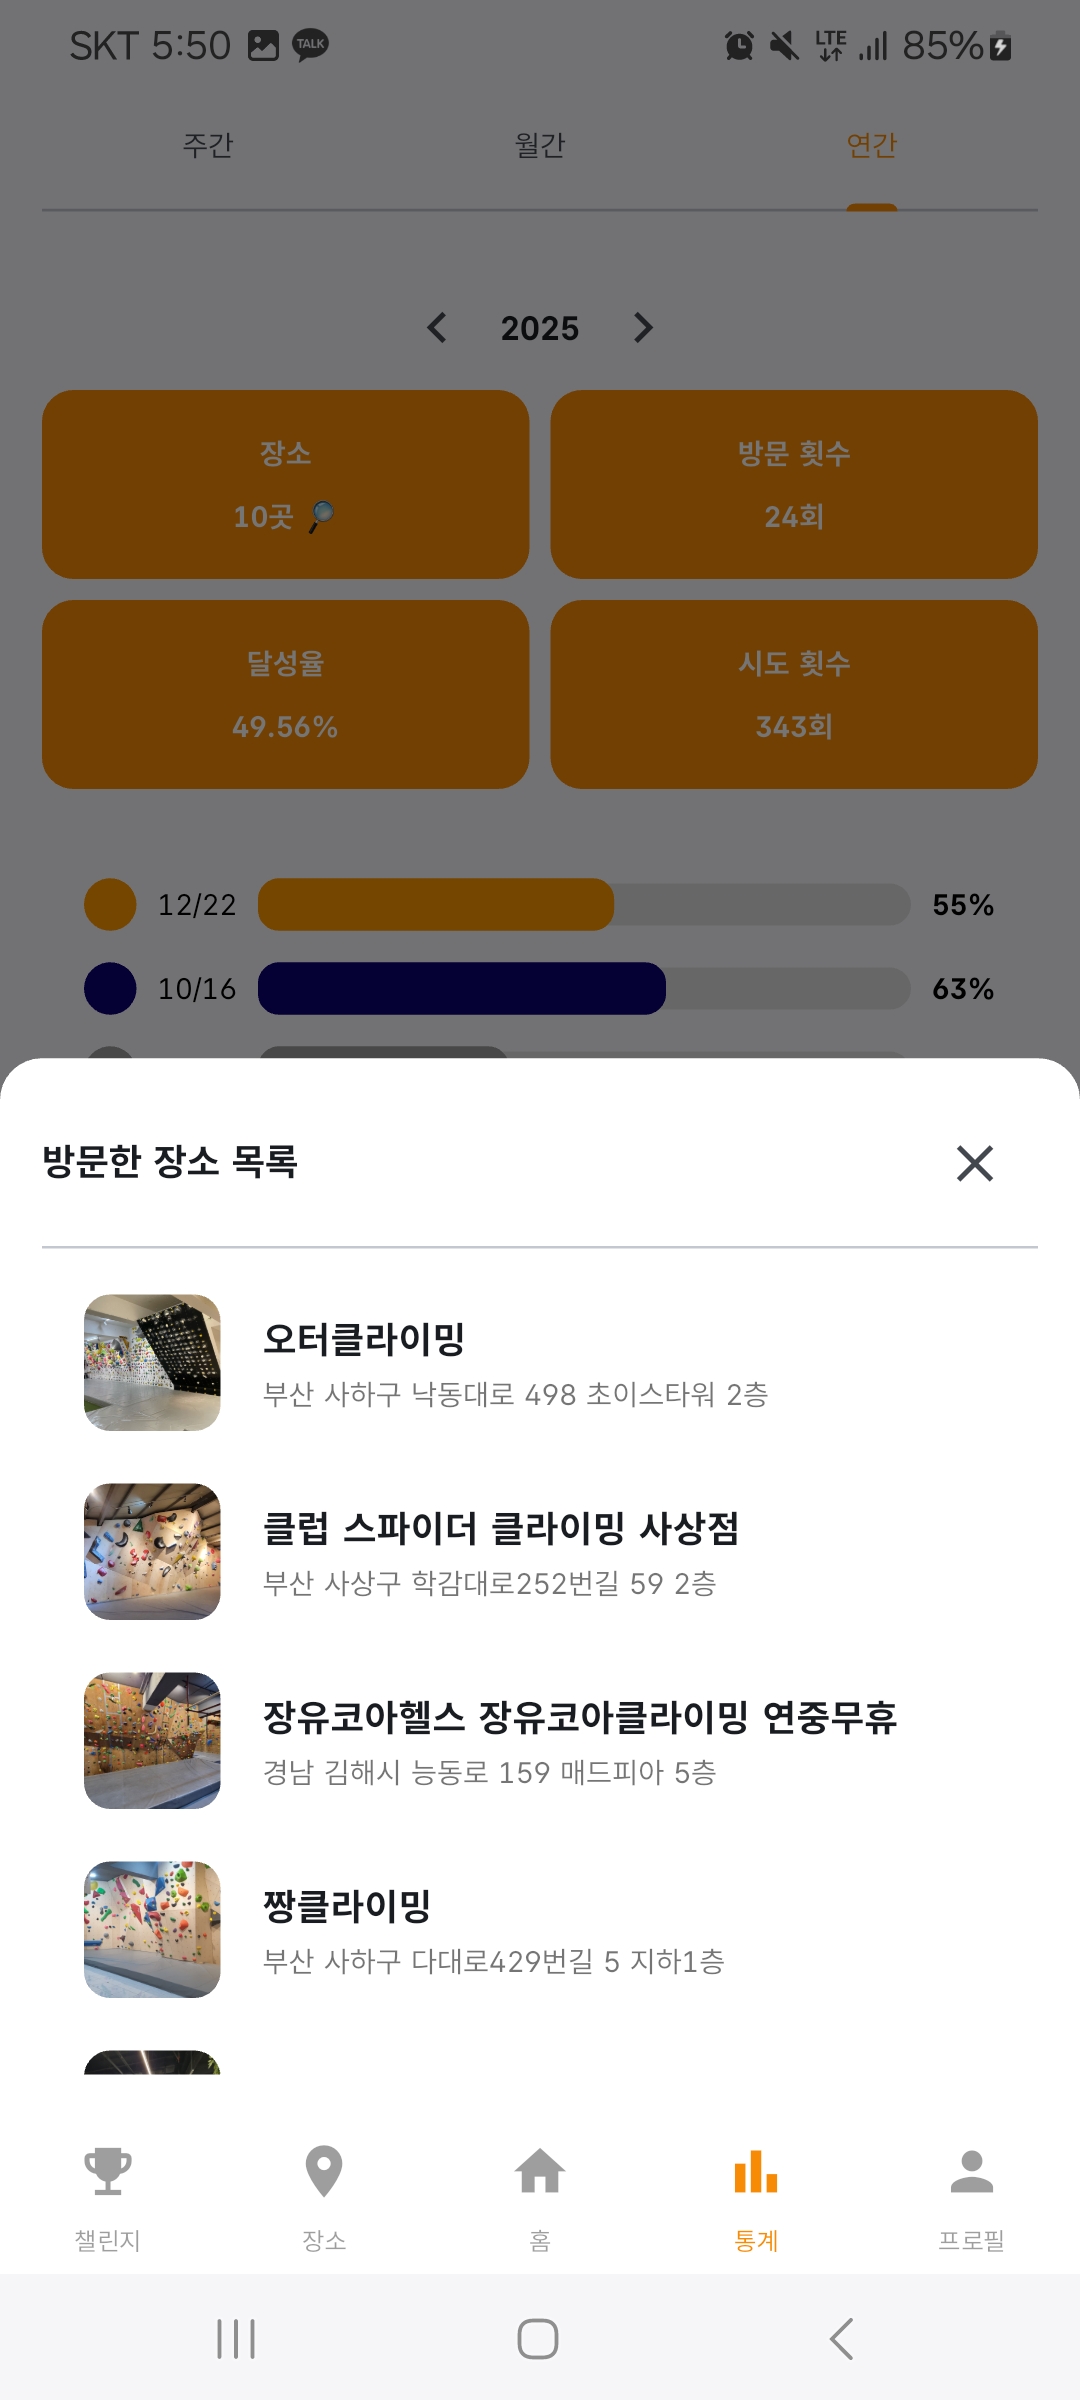 SKT 5:50 TALK LTE 85%
주간 월간 연간
2025
장소
10곳
방문 횟수
24회
달성율
49.56%
시도 횟수
343회
12/22 55%
10/16 63%
방문한 장소 목록
오터클라이밍
부산 사하구 낙동대로 498 초이스타워 2층
클럽 스파이더 클라이밍 사상점
부산 사상구 학감대로252번길 59 2층
장유코아헬스 장유코아클라이밍 연중무휴
경남 김해시 능동로 159 매드피아 5층
짱클라이밍
부산 사하구 다대로429번길 5 지하1층
챌린지 장소 홈 통계 프로필